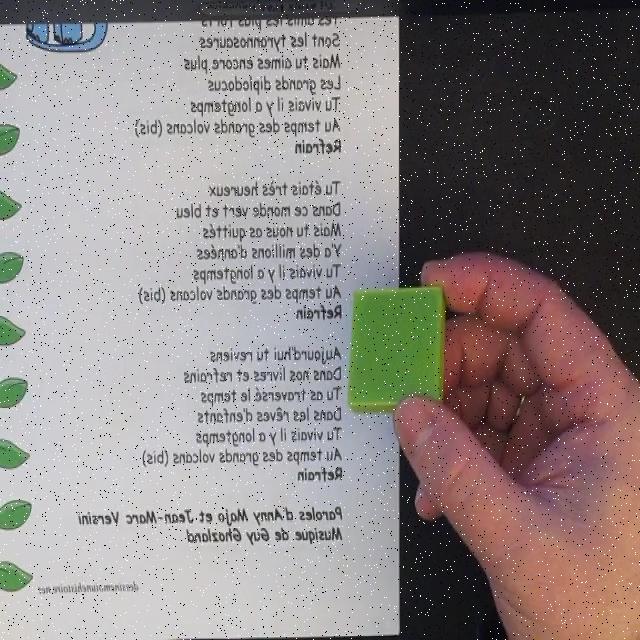 Tes amis les plus forts
Sont les tyrannosaures
Mais tu aimes encore plus
Les grands diplodocus
Tu vivais il y a longtemps
Au temps des grands volcans (bis)
Refrain
Tu étais très heureux
Dans ce monde vert et bleu
Mais tu nous as quittés
Y'a des millions d'années
Tu vivais il y a longtemps
Au temps des grands volcans (bis)
Refrain
Aujourd'hui tu reviens
Dans nos livres et refrains
Tu as traversé le temps
Dans les rêves d'enfants
Tu vivais il y a longtemps
Au temps des grands volcans (bis)
Refrain
Paroles d'Anny Majo et Jean-Marc Versini
Musique de Guy Ghozland
dessinemoiunehistoire.net